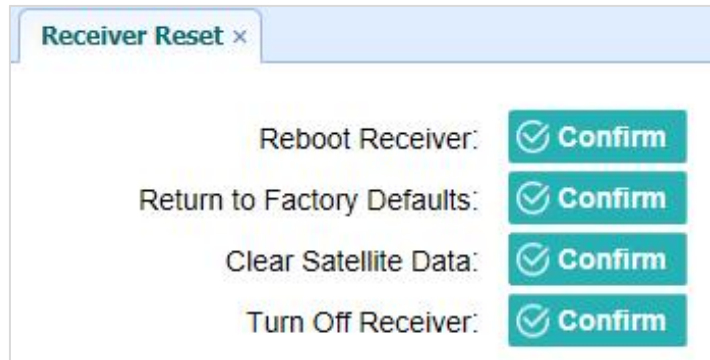 Receiver Reset ×
Reboot Receiver: Confirm
Return to Factory Defaults: Confirm
Clear Satellite Data: Confirm
Turn Off Receiver: Confirm